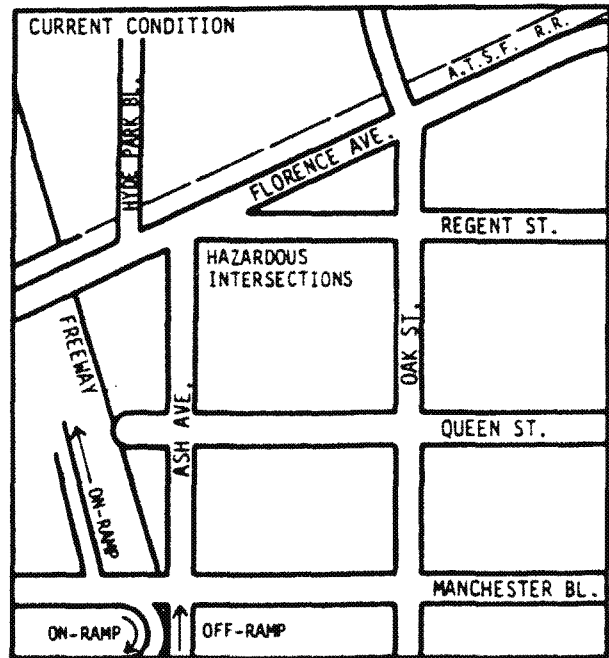 CURRENT CONDITION
A.T.S.F. R.R.
HYDE PARK BL.
FLORENCE AVE.
REGENT ST.
HAZARDOUS
INTERSECTIONS
FREEWAY
OAK ST.
ASH AVE.
QUEEN ST.
ON-RAMP
MANCHESTER BL.
ON-RAMP
OFF-RAMP